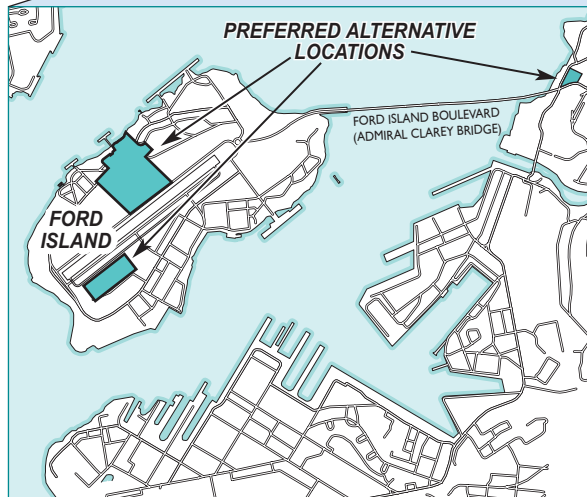 PREFERRED ALTERNATIVE
LOCATIONS
FORD ISLAND BOULEVARD
(ADMIRAL CLAREY BRIDGE)
FORD
ISLAND